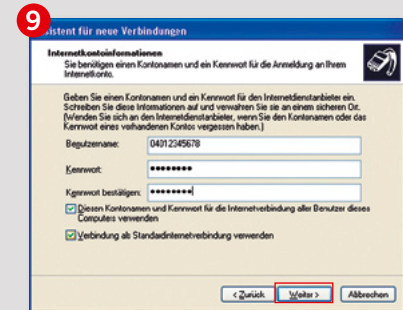 9
istent für neue Verbindungen
Internetkontoinformationen
Sie benötigen einen Kontonamen und ein Kennwort für die Anmeldung an Ihrem
Internetkonto.
Geben Sie einen Kontonamen und ein Kennwort für den Internetdienstanbieter ein.
Schreiben Sie diese Informationen auf und verwahren Sie sie an einem sicheren Ort.
(Wenden Sie sich an den Internetdienstanbieter, wenn Sie den Kontonamen oder das
Kennwort eines vorhandenen Kontos vergessen haben.)
Benutzername: 04012345678
Kennwort: ●●●●●●●●
Kennwort bestätigen: ●●●●●●●●
Diesen Kontonamen und Kennwort für die Internetverbindung aller Benutzer dieses
Computers verwenden
Verbindung als Standardinternetverbindung verwenden
< Zurück Weiter > Abbrechen